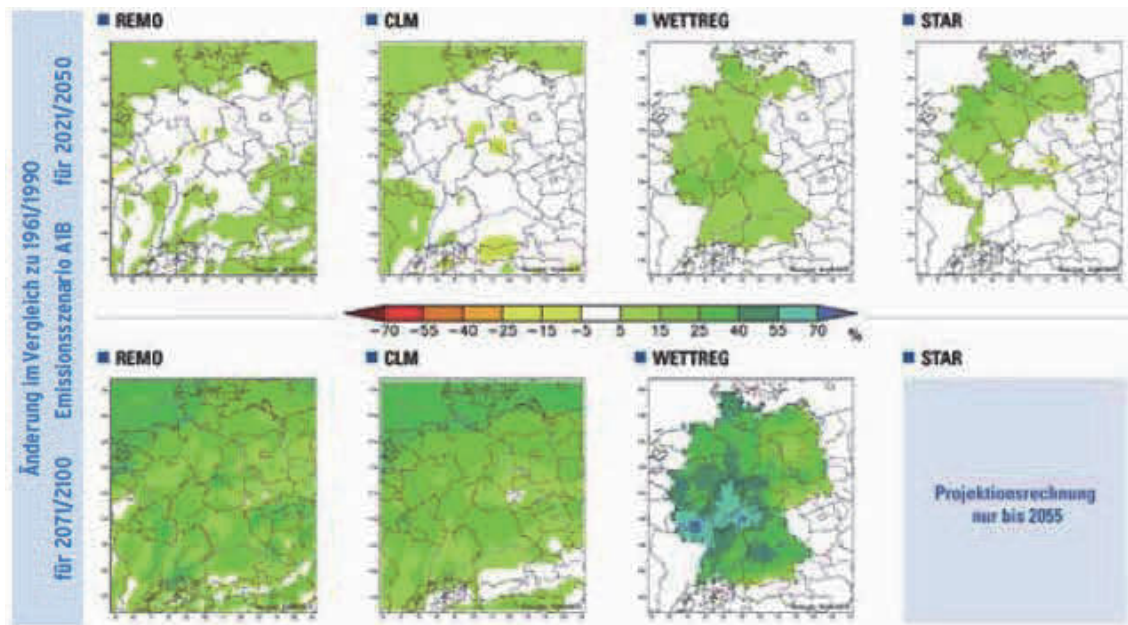 Änderung im Vergleich zu 1961/1990
Emissionsszenario A1B
für 2021/2050
für 2071/2100
REMO
CLM
WETTREG
STAR
-70 -55 -40 -25 -15 -5 5 15 25 40 55 70 %
REMO
CLM
WETTREG
STAR
Projektionsrechnung
nur bis 2055